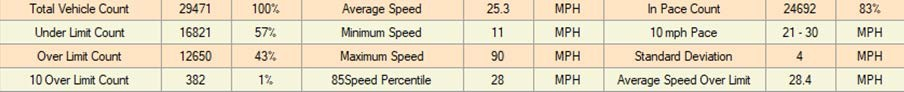 Total Vehicle Count 29471 100% Average Speed 25.3 MPH In Pace Count 24692 83%
Under Limit Count 16821 57% Minimum Speed 11 MPH 10 mph Pace 21 - 30 MPH
Over Limit Count 12650 43% Maximum Speed 90 MPH Standard Deviation 4 MPH
10 Over Limit Count 382 1% 85Speed Percentile 28 MPH Average Speed Over Limit 28.4 MPH